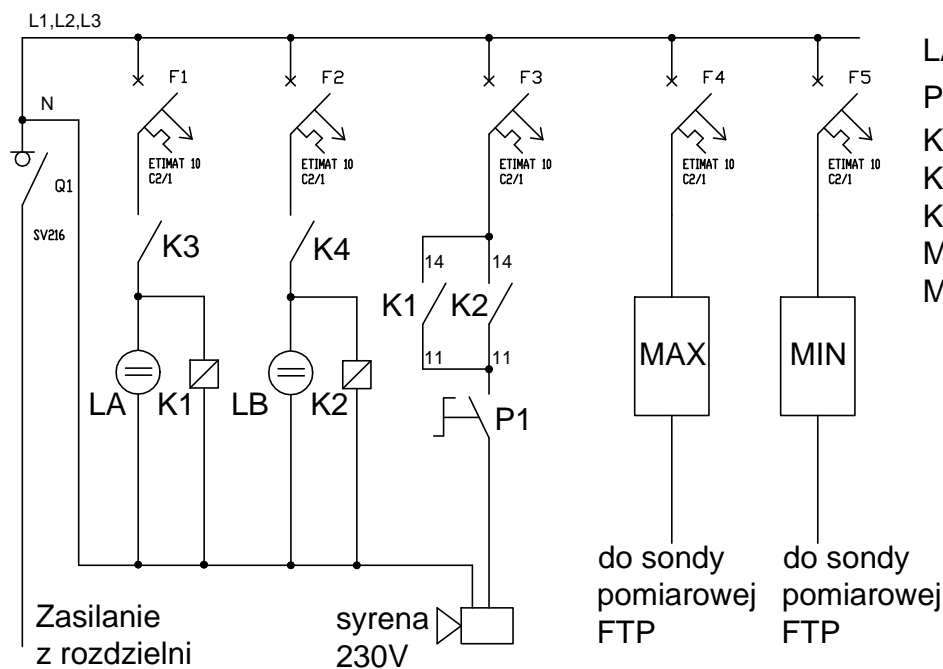 L1,L2,L3
N
Q1
SV216
F1
ETIMAT 10
C2/1
F2
ETIMAT 10
C2/1
F3
ETIMAT 10
C2/1
F4
ETIMAT 10
C2/1
F5
ETIMAT 10
C2/1
K3
K4
14
14
K1
K2
11
11
LA
K1
LB
K2
P1
MAX
MIN
do sondy
pomiarowej
FTP
do sondy
pomiarowej
FTP
Zasilanie
z rozdzielni
syrena
230V
P
K
K
K
M
M